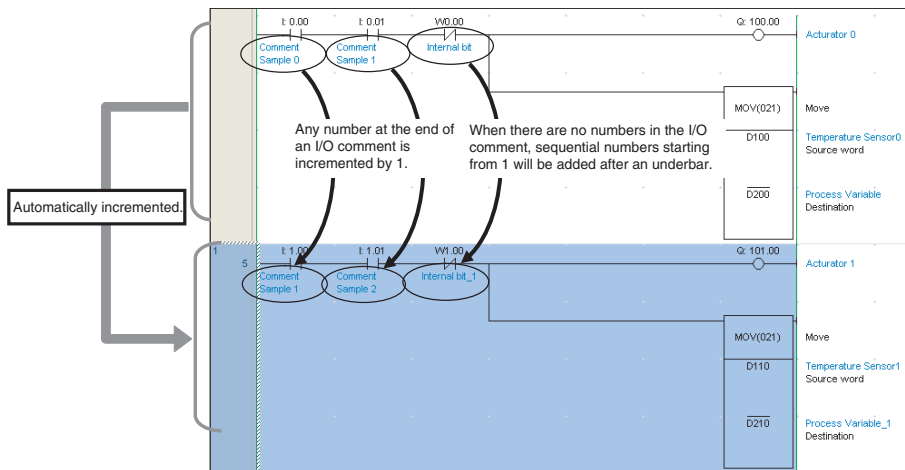 I: 0.00
I: 0.01
W0.00
Q: 100.00
Comment
Sample 0
Comment
Sample 1
Internal bit
Acturator 0
MOV(021)
Move
D100
Temperature Sensor0
Source word
D200
Process Variable
Destination
Any number at the end of
an I/O comment is
incremented by 1.
When there are no numbers in the I/O
comment, sequential numbers starting
from 1 will be added after an underbar.
Automatically incremented.
1
5
I: 1.00
I: 1.01
W1.00
Q: 101.00
Comment
Sample 1
Comment
Sample 2
Internal bit_1
Acturator 1
MOV(021)
Move
D110
Temperature Sensor1
Source word
D210
Process Variable_1
Destination